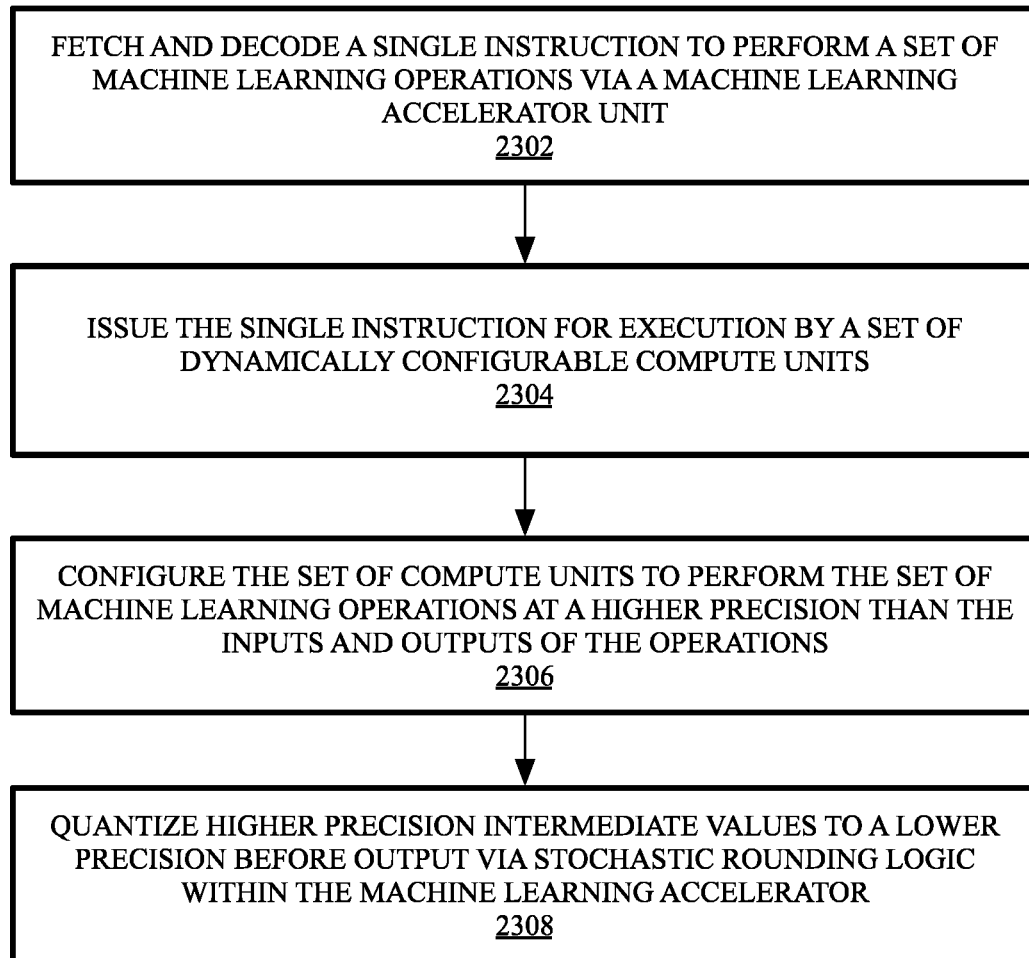 FETCH AND DECODE A SINGLE INSTRUCTION TO PERFORM A SET OF
MACHINE LEARNING OPERATIONS VIA A MACHINE LEARNING
ACCELERATOR UNIT
2302
ISSUE THE SINGLE INSTRUCTION FOR EXECUTION BY A SET OF
DYNAMICALLY CONFIGURABLE COMPUTE UNITS
2304
CONFIGURE THE SET OF COMPUTE UNITS TO PERFORM THE SET OF
MACHINE LEARNING OPERATIONS AT A HIGHER PRECISION THAN THE
INPUTS AND OUTPUTS OF THE OPERATIONS
2306
QUANTIZE HIGHER PRECISION INTERMEDIATE VALUES TO A LOWER
PRECISION BEFORE OUTPUT VIA STOCHASTIC ROUNDING LOGIC
WITHIN THE MACHINE LEARNING ACCELERATOR
2308